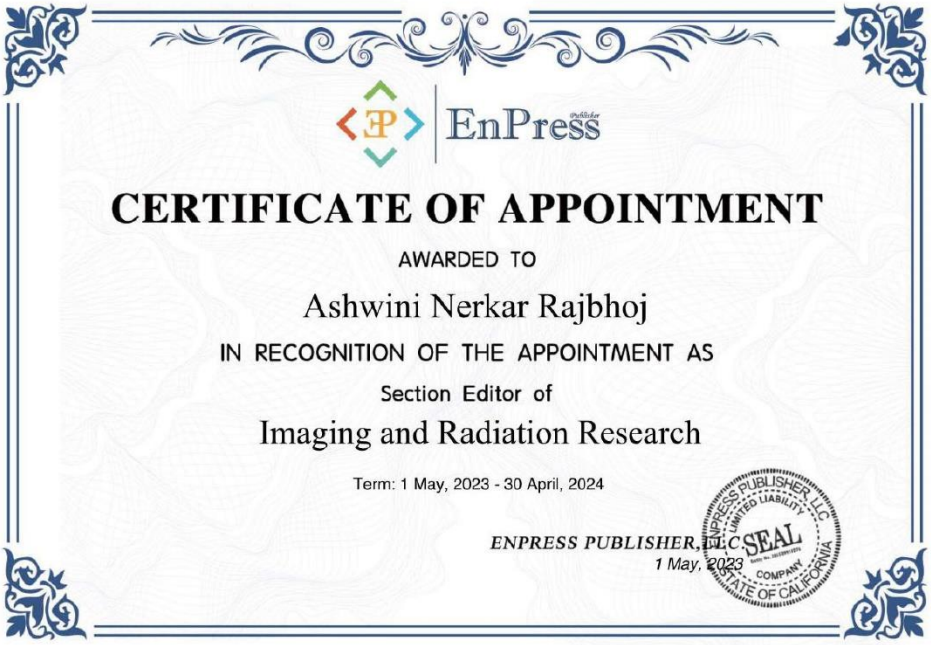 EP
EnPress
Publisher
CERTIFICATE OF APPOINTMENT
AWARDED TO
Ashwini Nerkar Rajbhoj
IN RECOGNITION OF THE APPOINTMENT AS
Section Editor of
Imaging and Radiation Research
Term: 1 May, 2023 - 30 April, 2024
ENPRESS PUBLISHER, LLC
1 May, 2023
ENPRESS PUBLISHER, LLC
LIMITED LIABILITY
SEAL
COMPANY
STATE OF CALIFORNIA